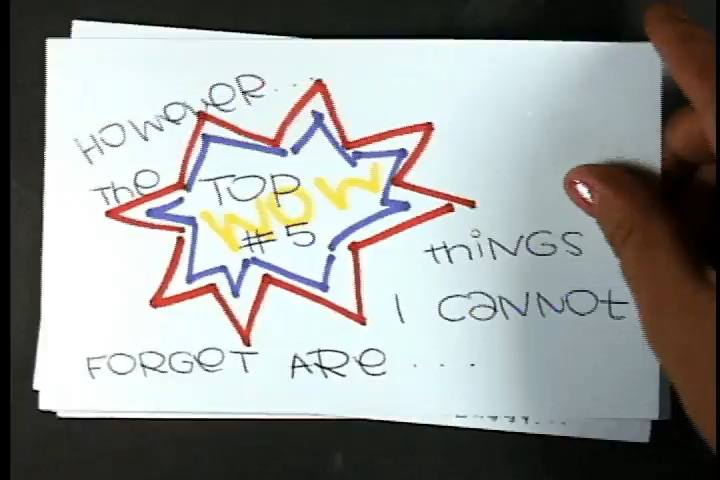 HOWEVER...
The TOP
WOW
#5
thiNGS
I CANNOt
FORGeT ARe ...